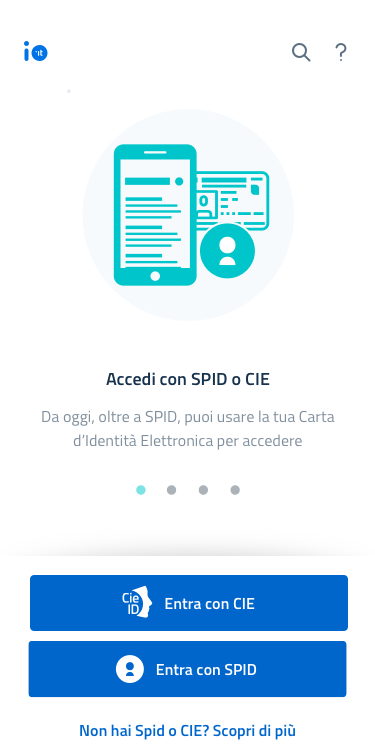 io it
?
Accedi con SPID o CIE
Da oggi, oltre a SPID, puoi usare la tua Carta
d'Identità Elettronica per accedere
Cie Entra con CIE
ID
Entra con SPID
Non hai Spid o CIE? Scopri di più